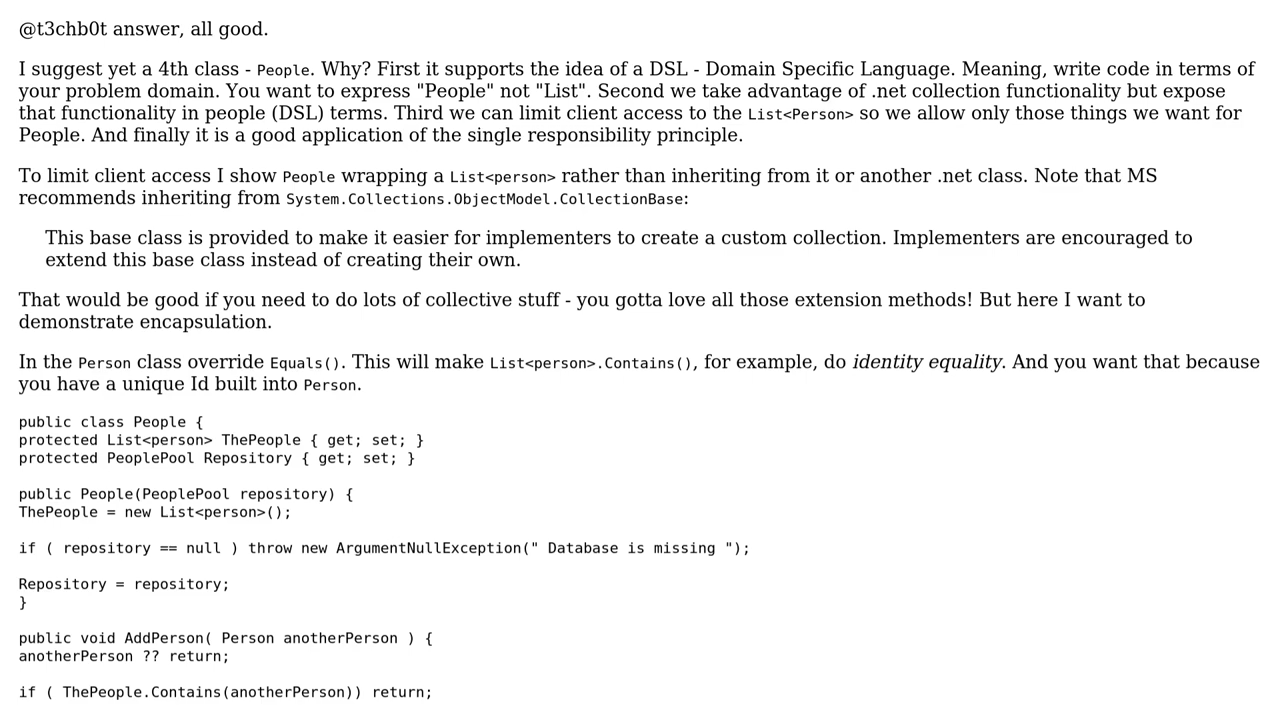 @t3chb0t answer, all good.
I suggest yet a 4th class - People. Why? First it supports the idea of a DSL - Domain Specific Language. Meaning, write code in terms of
your problem domain. You want to express "People" not "List". Second we take advantage of .net collection functionality but expose
that functionality in people (DSL) terms. Third we can limit client access to the List<Person> so we allow only those things we want for
People. And finally it is a good application of the single responsibility principle.
To limit client access I show People wrapping a List<person> rather than inheriting from it or another .net class. Note that MS
recommends inheriting from System.Collections.ObjectModel.CollectionBase:
This base class is provided to make it easier for implementers to create a custom collection. Implementers are encouraged to
extend this base class instead of creating their own.
That would be good if you need to do lots of collective stuff - you gotta love all those extension methods! But here I want to
demonstrate encapsulation.
In the Person class override Equals(). This will make List<person>.Contains(), for example, do identity equality. And you want that because
you have a unique Id built into Person.
public class People {
protected List<person> ThePeople { get; set; }
protected PeoplePool Repository { get; set; }
public People(PeoplePool repository) {
ThePeople = new List<person>();
if ( repository == null ) throw new ArgumentNullException(" Database is missing ");
Repository = repository;
}
public void AddPerson( Person anotherPerson ) {
anotherPerson ?? return;
if ( ThePeople.Contains(anotherPerson)) return;